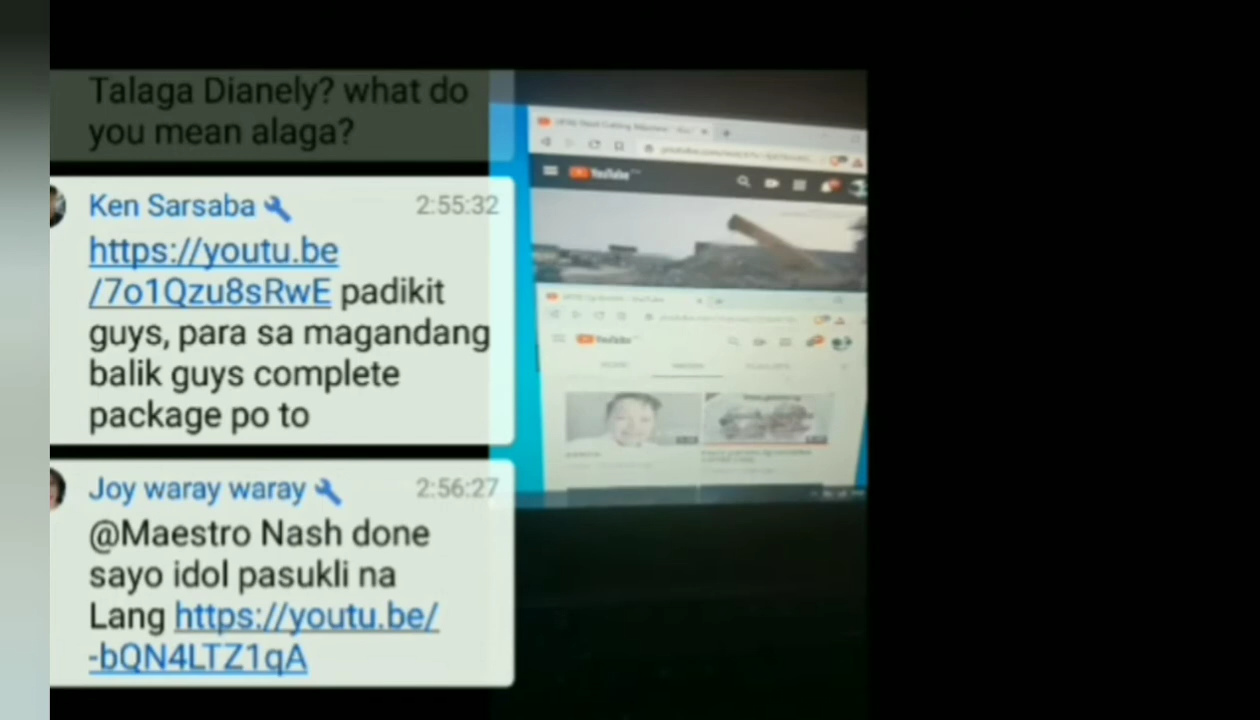 Talaga Dianely? what do
you mean alaga?
Ken Sarsaba
2:55:32
https://youtu.be
/7o1Qzu8sRwE padikit
guys, para sa magandang
balik guys complete
package po to
Joy waray waray
2:56:27
@Maestro Nash done
sayo idol pasukli na
Lang https://youtu.be/
-bQN4LTZ1qA
YouTube
YouTube